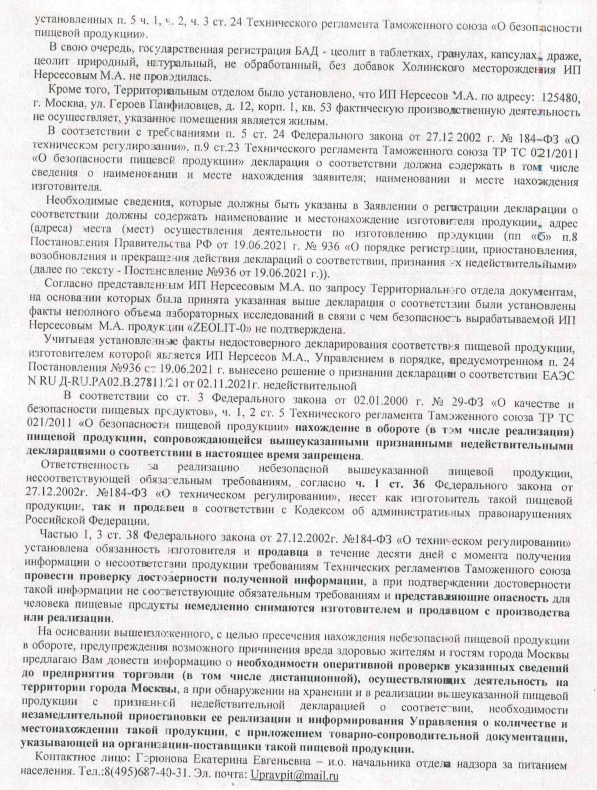 установленных п. 5 ч. 1, ч. 2, ч. 3 ст. 24 Технического регламента Таможенного союза «О безопасности
пищевой продукции».
В свою очередь, государственная регистрация БАД - цеолит в таблетках, гранулах, капсулах, драже,
цеолит природный, натуральный, не обработанный, без добавок Холинского месторождения ИП
Нерсесовым М.А. не проводилась.
Кроме того, Территориальным отделом было установлено, что ИП Нерсесов М.А. по адресу: 125480,
г. Москва, ул. Героев Панфиловцев, д. 12, корп. 1, кв. 53 фактическую производственную деятельность
не осуществляет, указанное помещения является жилым.
В соответствии с требованиями п. 5 ст. 24 Федерального закона от 27.12.2002 г. № 184–ФЗ «О
техническом регулировании», п.9 ст.23 Технического регламента Таможенного союза ТР ТС 021/2011
«О безопасности пищевой продукции» декларация о соответствии должна содержать в том числе
сведения о наименовании и месте нахождения заявителя; наименовании и месте нахождения
изготовителя.
Необходимые сведения, которые должны быть указаны в Заявлении о регистрации декларации о
соответствии должны содержать наименование и местонахождение изготовителя продукции, адрес
(адреса) места (мест) осуществления деятельности по изготовлению продукции (пп «б» п.8
Постановления Правительства РФ от 19.06.2021 г. № 936 «О порядке регистрации, приостановления,
возобновления и прекращения действия деклараций о соответствии, признания их недействительными»
(далее по тексту - Постановление №936 от 19.06.2021 г.)).
Согласно представленным ИП Нерсесовым М.А. по запросу Территориального отдела документам,
на основании которых была принята указанная выше декларация о соответствии были установлены
факты неполного объема лабораторных исследований в связи с чем безопасность вырабатываемой ИП
Нерсесовым М.А. продукции «ZEOLIT-0» не подтверждена.
Учитывая установленные факты недостоверного декларирования соответствия пищевой продукции,
изготовителем которой является ИП Нерсесов М.А., Управлением в порядке, предусмотренном п. 24
Постановления №936 от 19.06.2021 г. вынесено решение о признании декларации о соответствии ЕАЭС
N RU Д-RU.РА02.В.27811/21 от 02.11.2021г. недействительной
В соответствии со ст. 3 Федерального закона от 02.01.2000 г. № 29-ФЗ «О качестве и
безопасности пищевых продуктов», ч. 1, 2 ст. 5 Технического регламента Таможенного союза ТР ТС
021/2011 «О безопасности пищевой продукции» нахождение в обороте (в том числе реализация)
пищевой продукции, сопровождающейся вышеуказанными признанными недействительными
декларациями о соответствии в настоящее время запрещена.
Ответственность за реализацию небезопасной вышеуказанной пищевой продукции,
несоответствующей обязательным требованиям, согласно ч. 1 ст. 36 Федерального закона от
27.12.2002г. №184-ФЗ «О техническом регулировании», несет как изготовитель такой пищевой
продукции, так и продавец в соответствии с Кодексом об административных правонарушениях
Российской Федерации.
Частью 1, 3 ст. 38 Федерального закона от 27.12.2002г. №184-ФЗ «О техническом регулировании»
установлена обязанность изготовителя и продавца в течение десяти дней с момента получения
информации о несоответствии продукции требованиям Технических регламентов Таможенного союза
провести проверку достоверности полученной информации, а при подтверждении достоверности
такой информации не соответствующие обязательным требованиям и представляющие опасность для
человека пищевые продукты немедленно снимаются изготовителем и продавцом с производства
или реализации.
На основании вышеизложенного, с целью пресечения нахождения небезопасной пищевой продукции
в обороте, предупреждения возможного причинения вреда здоровью жителям и гостям города Москвы
предлагаю Вам довести информацию о необходимости оперативной проверки указанных сведений
до предприятия торговли (в том числе дистанционной), осуществляющих деятельность на
территории города Москвы, а при обнаружении на хранении и в реализации вышеуказанной пищевой
продукции с признанной недействительной декларацией о соответствии, необходимости
незамедлительной приостановки ее реализации и информирования Управления о количестве и
местонахождении такой продукции, с приложением товарно-сопроводительной документации,
указывающей на организации-поставщики такой пищевой продукции.
Контактное лицо: Горюнова Екатерина Евгеньевна – и.о. начальника отдела надзора за питанием
населения. Тел.:8(495)687-40-31. Эл. почта: Upravpit@mail.ru